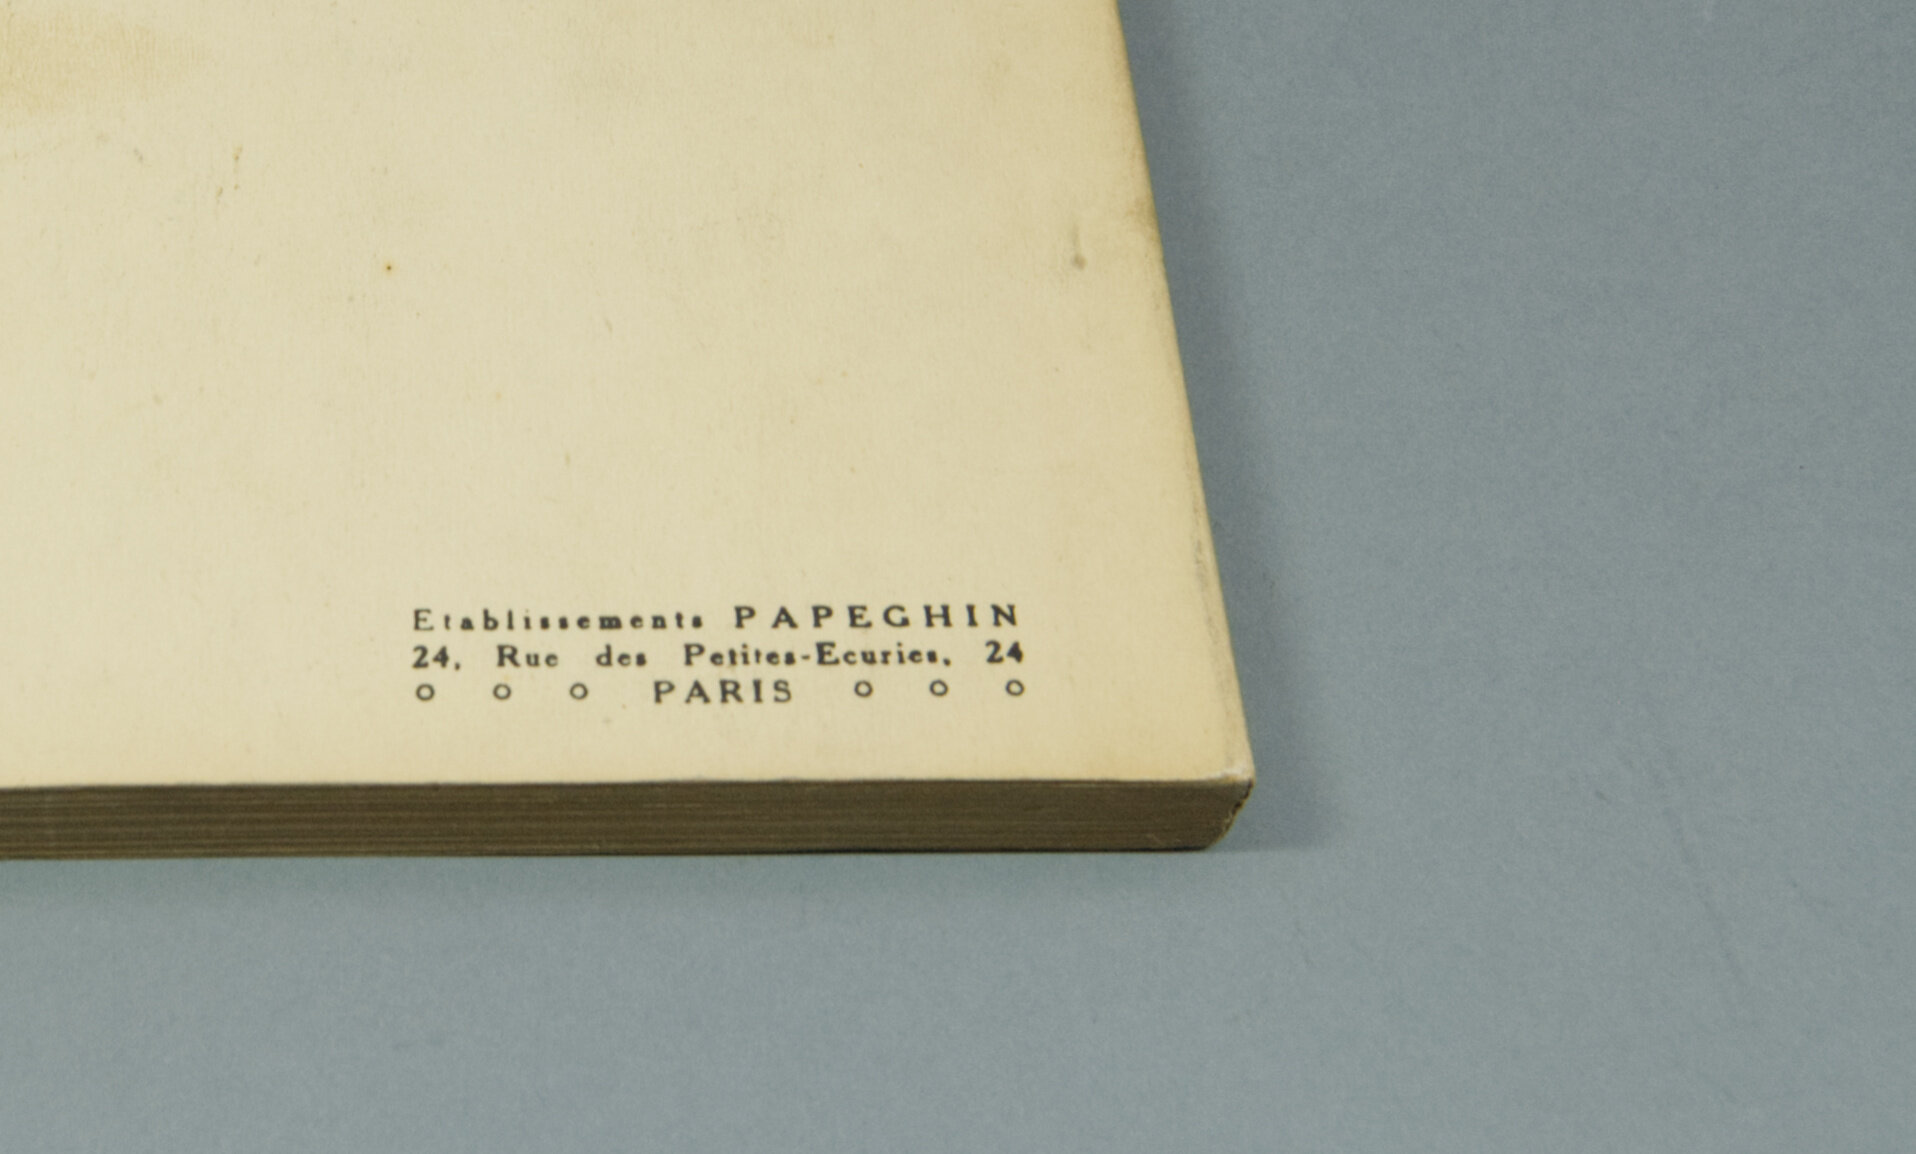 Etablissements PAPEGHIN
24, Rue des Petites-Ecuries, 24
o o o PARIS o o o